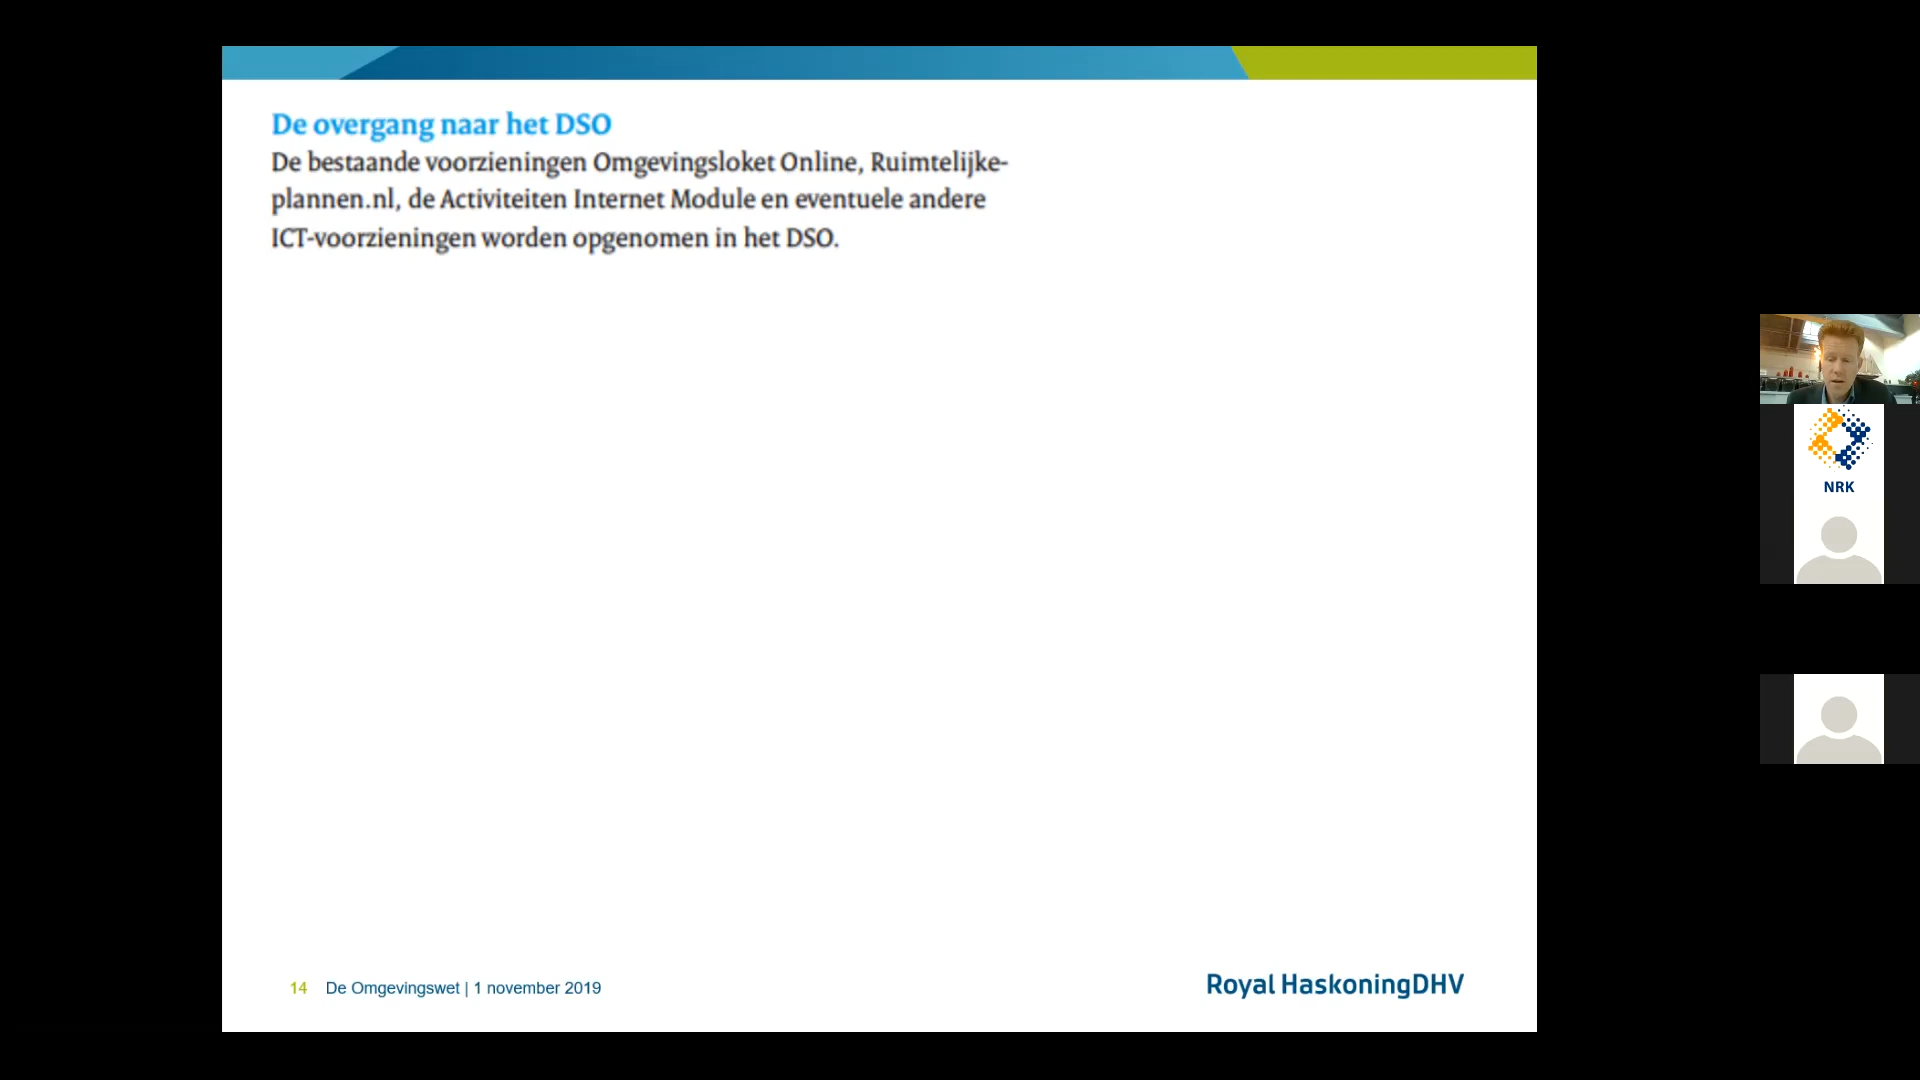 De overgang naar het DSO
De bestaande voorzieningen Omgevingsloket Online, Ruimtelijke-
plannen.nl, de Activiteiten Internet Module en eventuele andere
ICT-voorzieningen worden opgenomen in het DSO.
NRK
14 De Omgevingswet | 1 november 2019
Royal HaskoningDHV